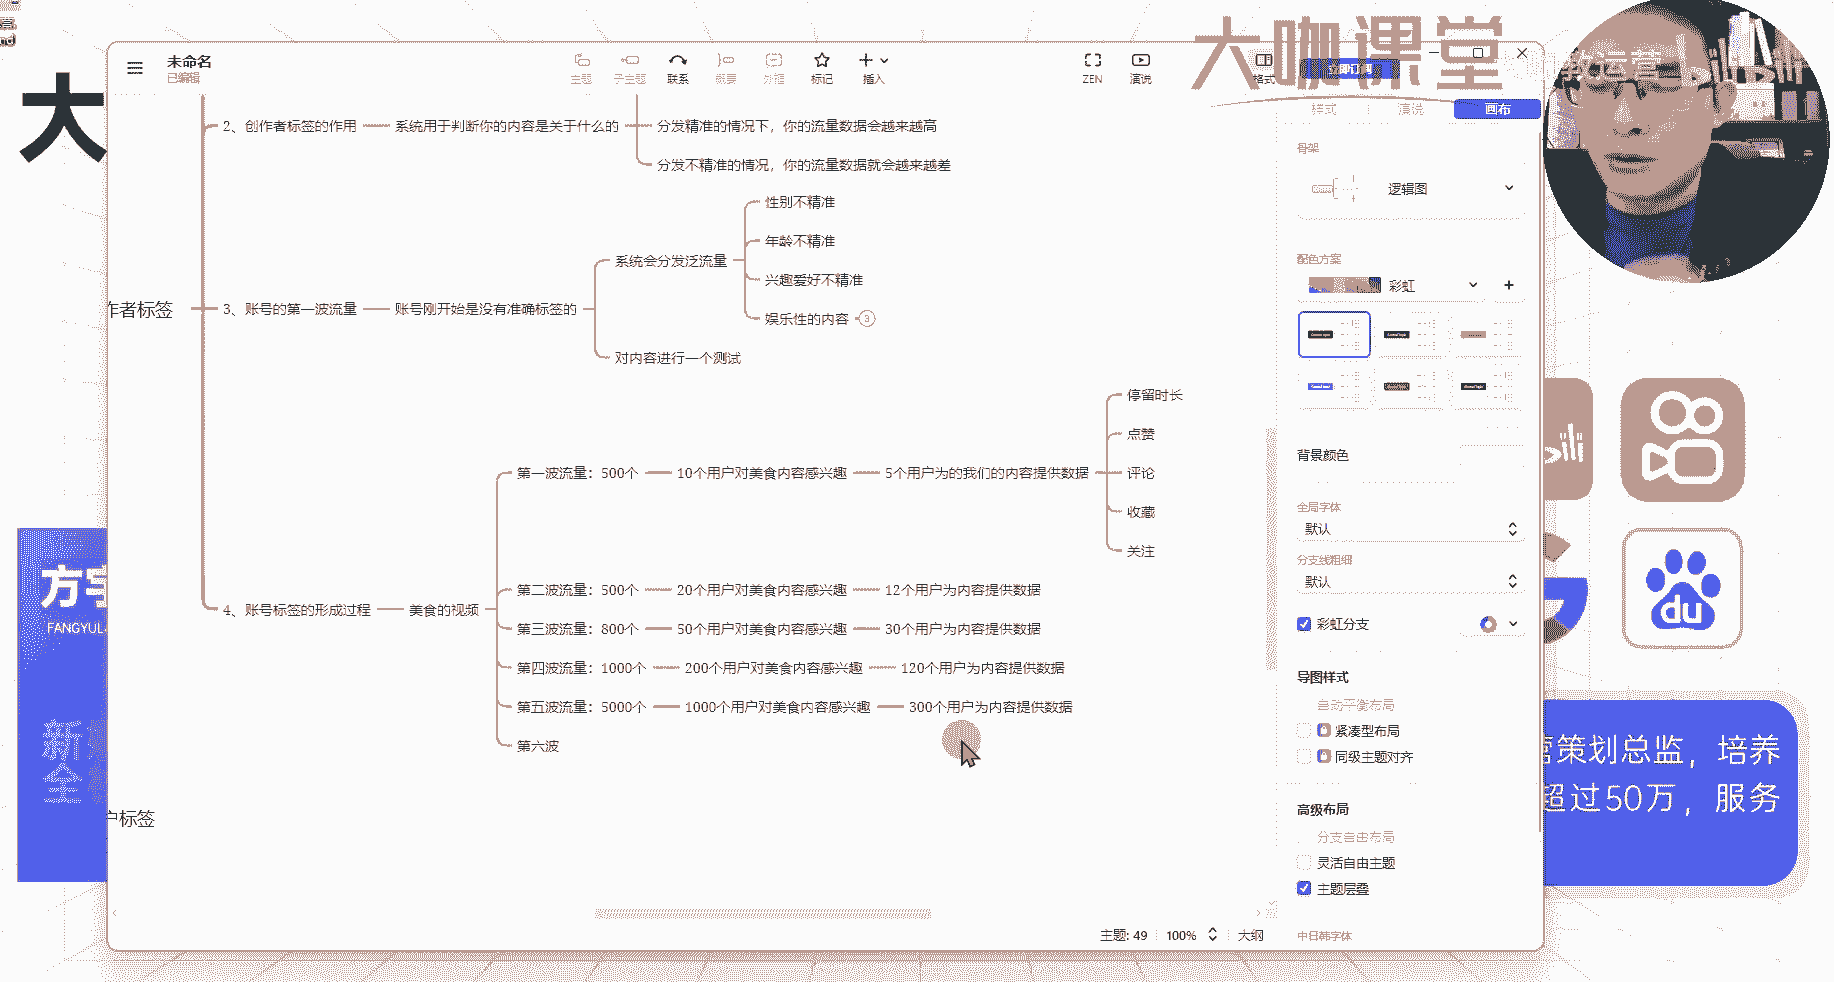 大咖课堂
教运营
bilibili
大
未命名
已编辑
主题
子主题
联系
概要
外框
标记
插入
ZEN
演说
格式
样式
演说
画布
2、创作者标签的作用
系统用于判断你的内容是关于什么的
分发精准的情况下，你的流量数据会越来越高
分发不精准的情况，你的流量数据就会越来越差
作者标签
3、账号的第一波流量
账号刚开始是没有准确标签的
系统会分发泛流量
性别不精准
年龄不精准
兴趣爱好不精准
娱乐性的内容
3
对内容进行一个测试
4、账号标签的形成过程
美食的视频
第一波流量：500个
10个用户对美食内容感兴趣
5个用户为的我们的内容提供数据
停留时长
点赞
评论
收藏
关注
第二波流量：500个
20个用户对美食内容感兴趣
12个用户为内容提供数据
第三波流量：800个
50个用户对美食内容感兴趣
30个用户为内容提供数据
第四波流量：1000个
200个用户对美食内容感兴趣
120个用户为内容提供数据
第五波流量：5000个
1000个用户对美食内容感兴趣
300个用户为内容提供数据
第六波
户标签
骨架
逻辑图
配色方案
彩虹
背景颜色
全局字体
默认
分支线粗细
默认
彩虹分支
导图样式
自动平衡布局
紧凑型布局
同级主题对齐
高级布局
分支自由布局
灵活自由主题
主题层叠
中日韩字体
主题: 49
100%
大纲
方宇
FANGYUL
新
全
du
营策划总监，培养
超过50万，服务